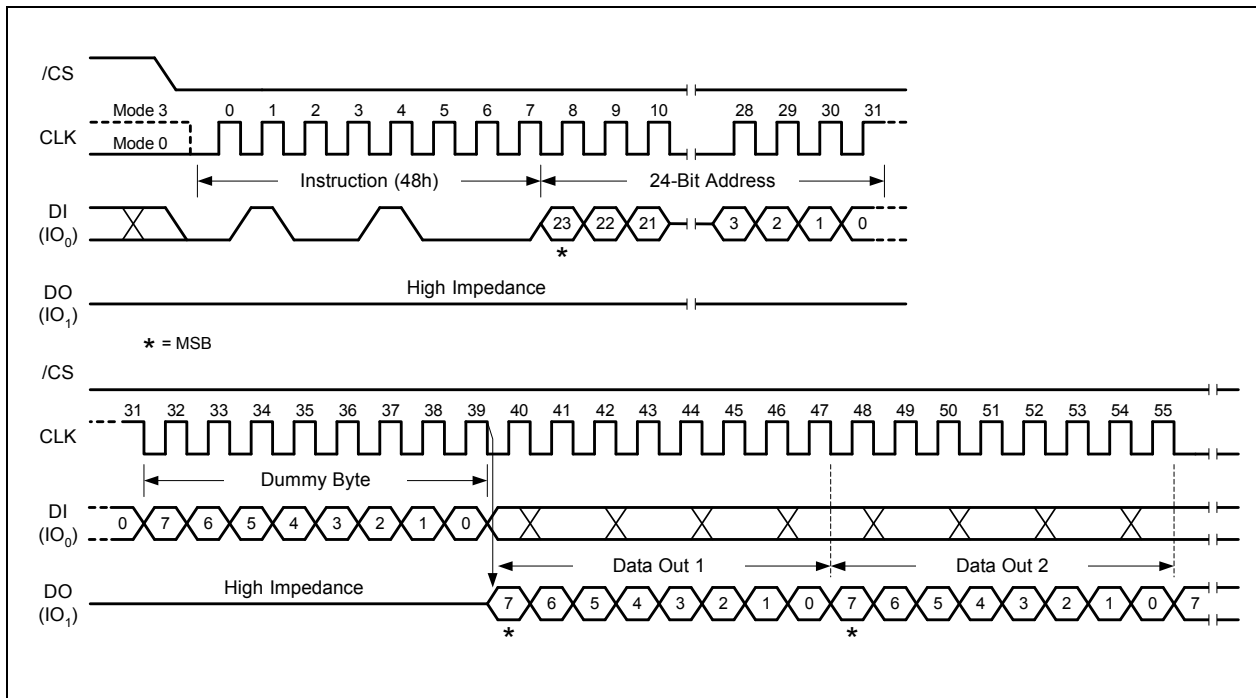 /CS
Mode 3 0 1 2 3 4 5 6 7 8 9 10 28 29 30 31
CLK
Mode 0
Instruction (48h) 24-Bit Address
DI
(IO0)
23 22 21 3 2 1 0
*
High Impedance
DO
(IO1)
* = MSB
/CS
31 32 33 34 35 36 37 38 39 40 41 42 43 44 45 46 47 48 49 50 51 52 53 54 55
CLK
Dummy Byte
DI
(IO0)
0 7 6 5 4 3 2 1 0
Data Out 1 Data Out 2
High Impedance
DO
(IO1)
7 6 5 4 3 2 1 0 7 6 5 4 3 2 1 0 7
* *